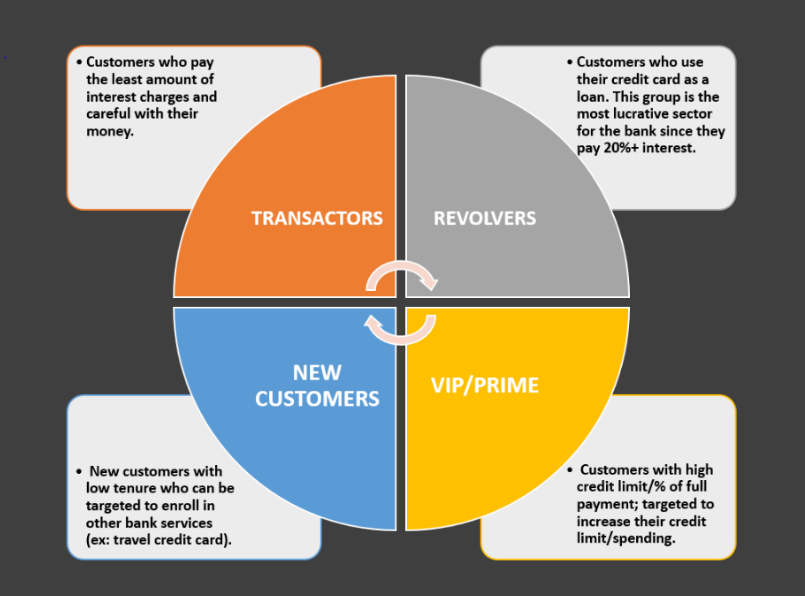 • Customers who pay
the least amount of
interest charges and
careful with their
money.
• Customers who use
their credit card as a
loan. This group is the
most lucrative sector
for the bank since they
pay 20%+ interest.
TRANSACTORS
REVOLVERS
NEW
CUSTOMERS
VIP/PRIME
• New customers with
low tenure who can be
targeted to enroll in
other bank services
(ex: travel credit card).
• Customers with high
credit limit/% of full
payment; targeted to
increase their credit
limit/spending.